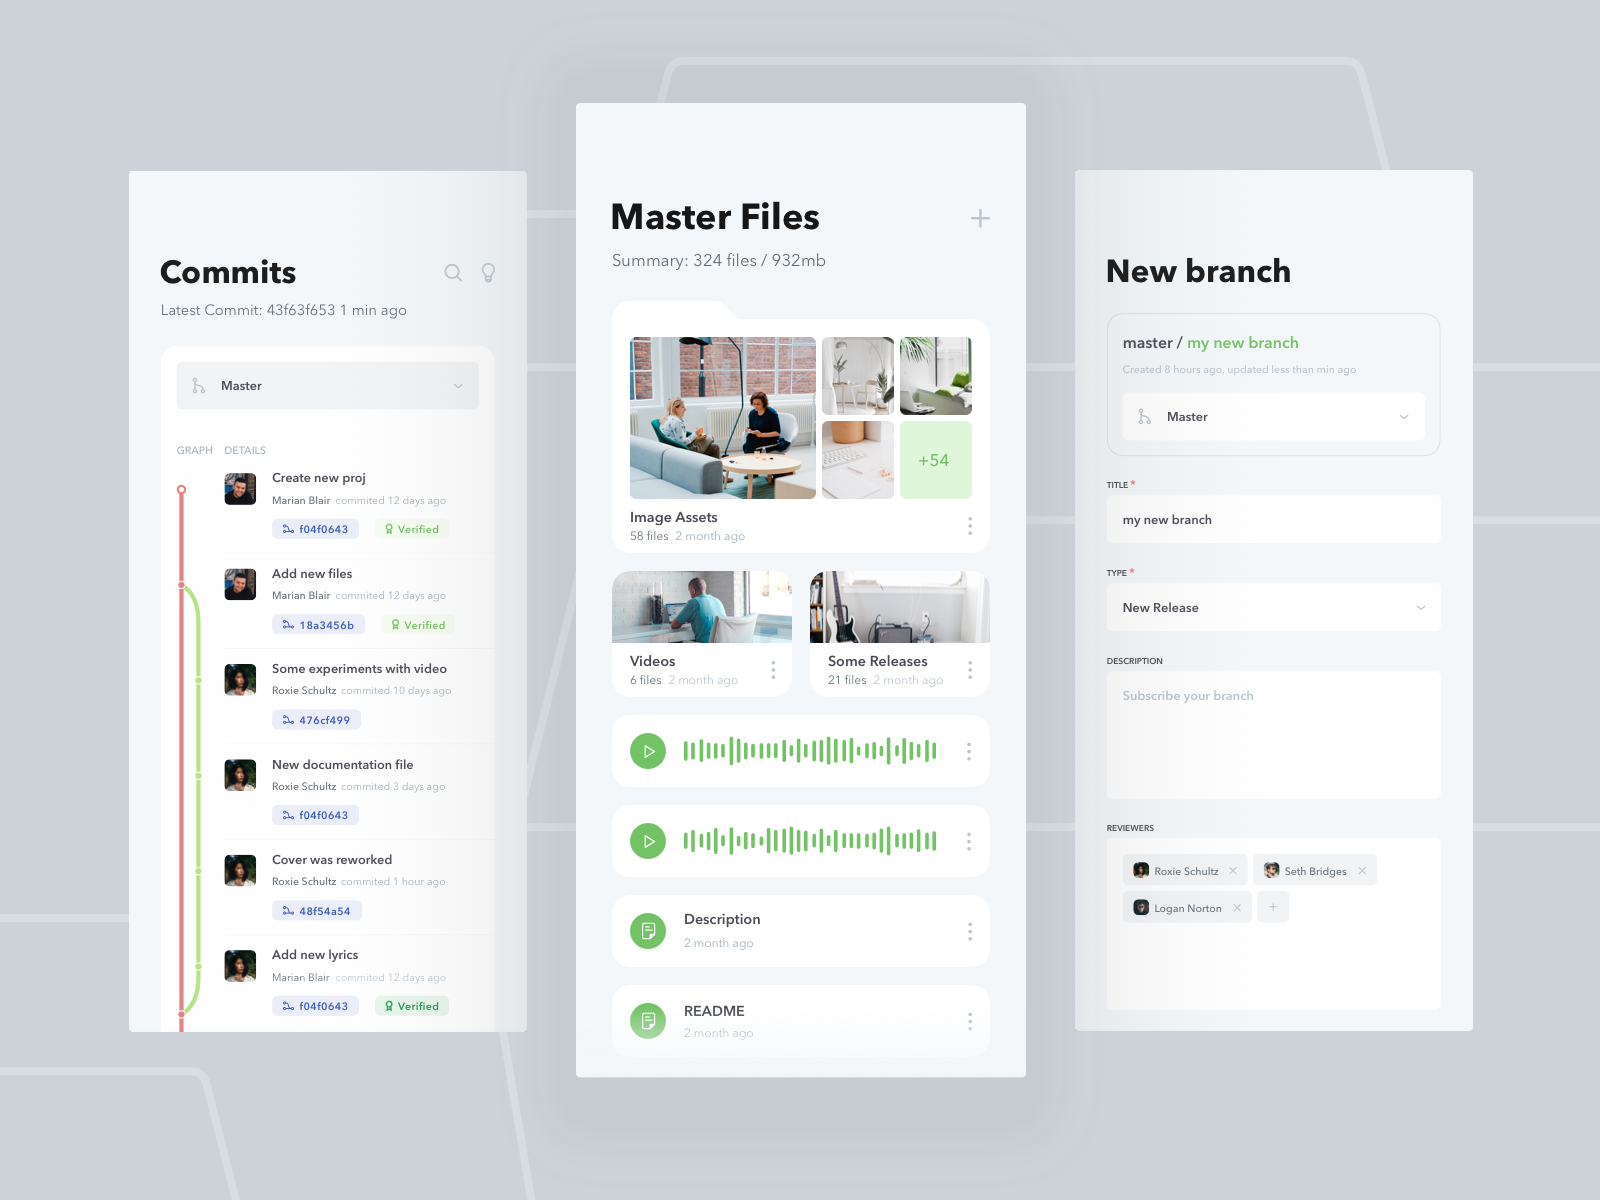 Commits
Latest Commit: 43f63f653 1 min ago
Master
GRAPH DETAILS
Create new proj
Marian Blair commited 12 days ago
f04f0643 Verified
Add new files
Marian Blair commited 12 days ago
18a3456b Verified
Some experiments with video
Roxie Schultz commited 10 days ago
476cf499
New documentation file
Roxie Schultz commited 3 days ago
f04f0643
Cover was reworked
Roxie Schultz commited 1 hour ago
48f54a54
Add new lyrics
Marian Blair commited 12 days ago
f04f0643 Verified
Master Files
Summary: 324 files / 932mb
+54
Image Assets
58 files 2 month ago
Videos
6 files 2 month ago
Some Releases
21 files 2 month ago
Description
2 month ago
README
2 month ago
New branch
master / my new branch
Created 8 hours ago, updated less than min ago
Master
TITLE *
my new branch
TYPE *
New Release
DESCRIPTION
Subscribe your branch
REVIEWERS
Roxie Schultz Seth Bridges
Logan Norton +